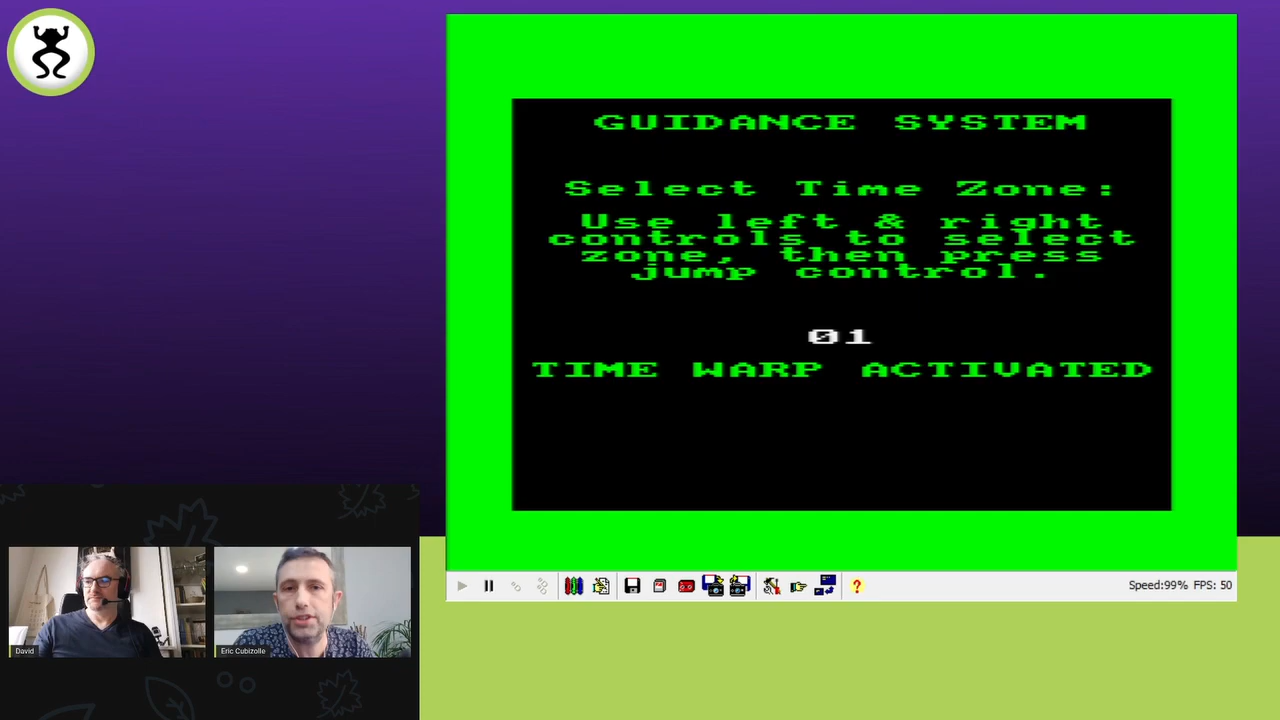 GUIDANCE SYSTEM
Select Time Zone:
Use left & right
controls to select
zone, then press
jump control.
01
TIME WARP ACTIVATED
Speed:99% FPS: 50
David
Eric Cubizolle